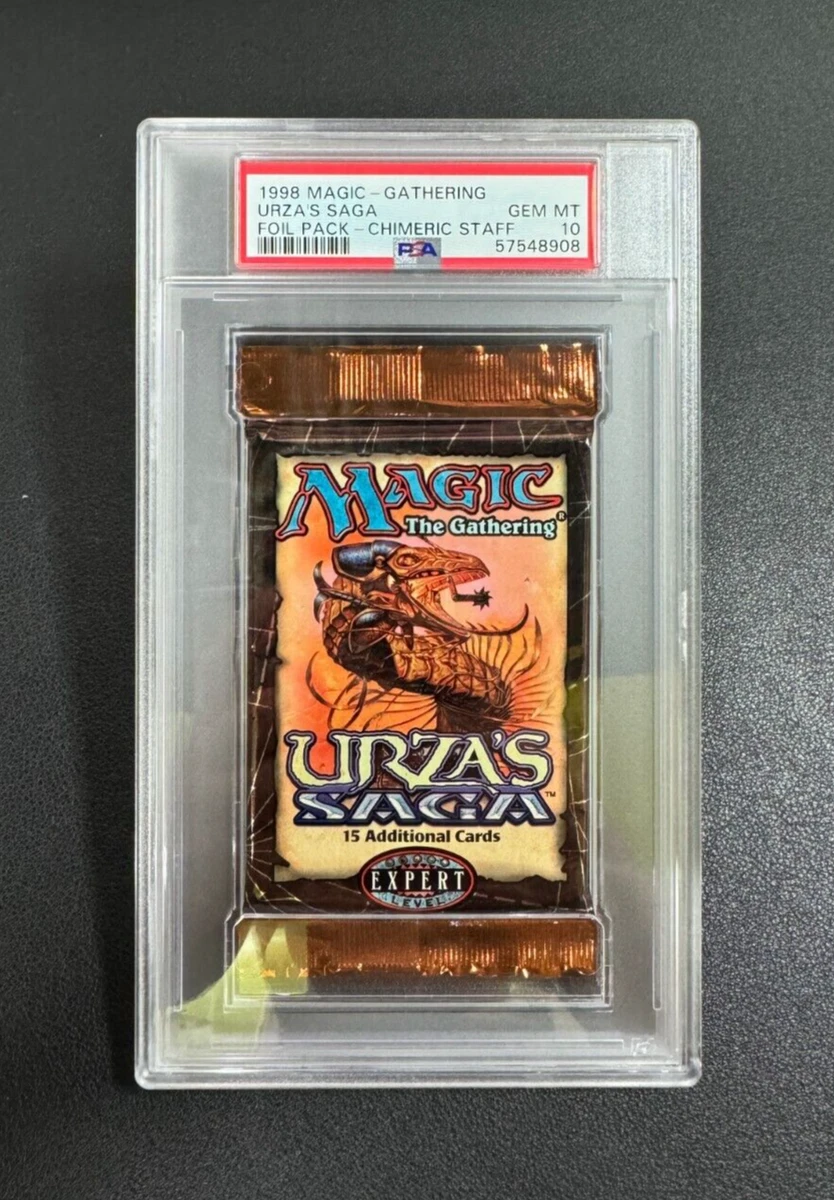 1998 MAGIC - GATHERING
URZA'S SAGA GEM MT
FOIL PACK - CHIMERIC STAFF 10
PSA 57548908
MAGIC
The Gathering®
URZA'S
SAGA™
15 Additional Cards
EXPERT
LEVEL